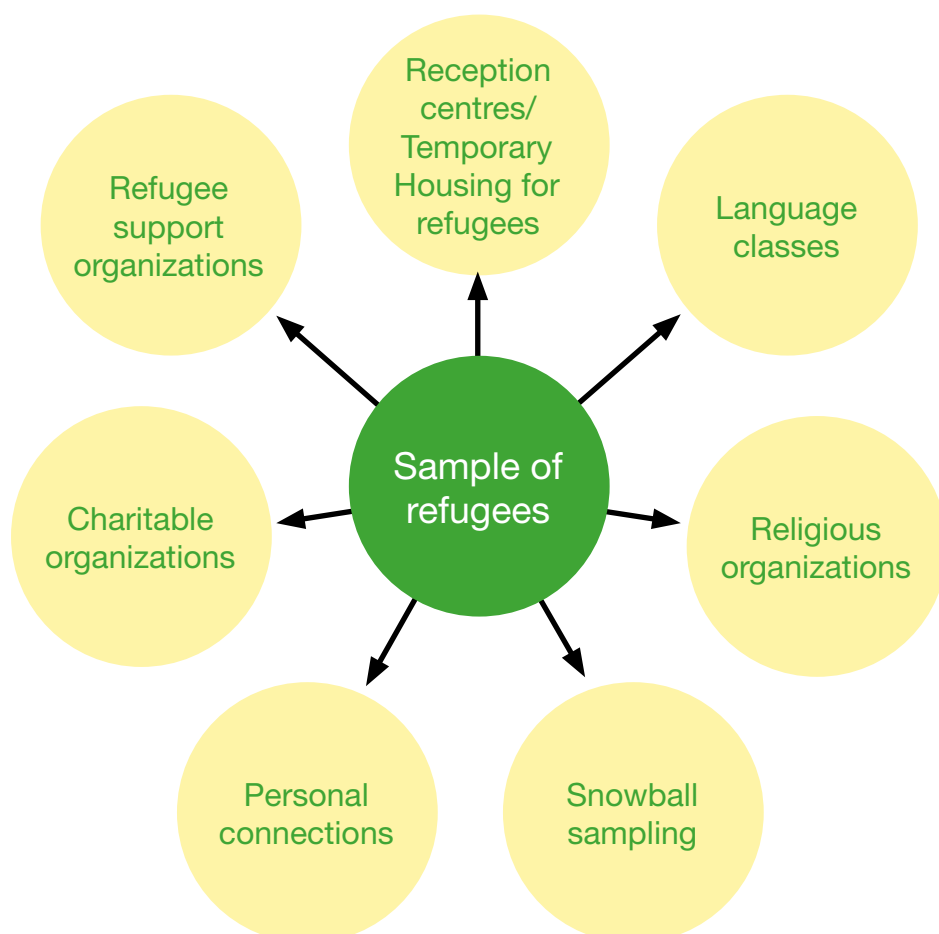 Reception
centres/
Temporary
Housing for
refugees
Refugee
support
organizations
Language
classes
Sample of
refugees
Charitable
organizations
Religious
organizations
Personal
connections
Snowball
sampling